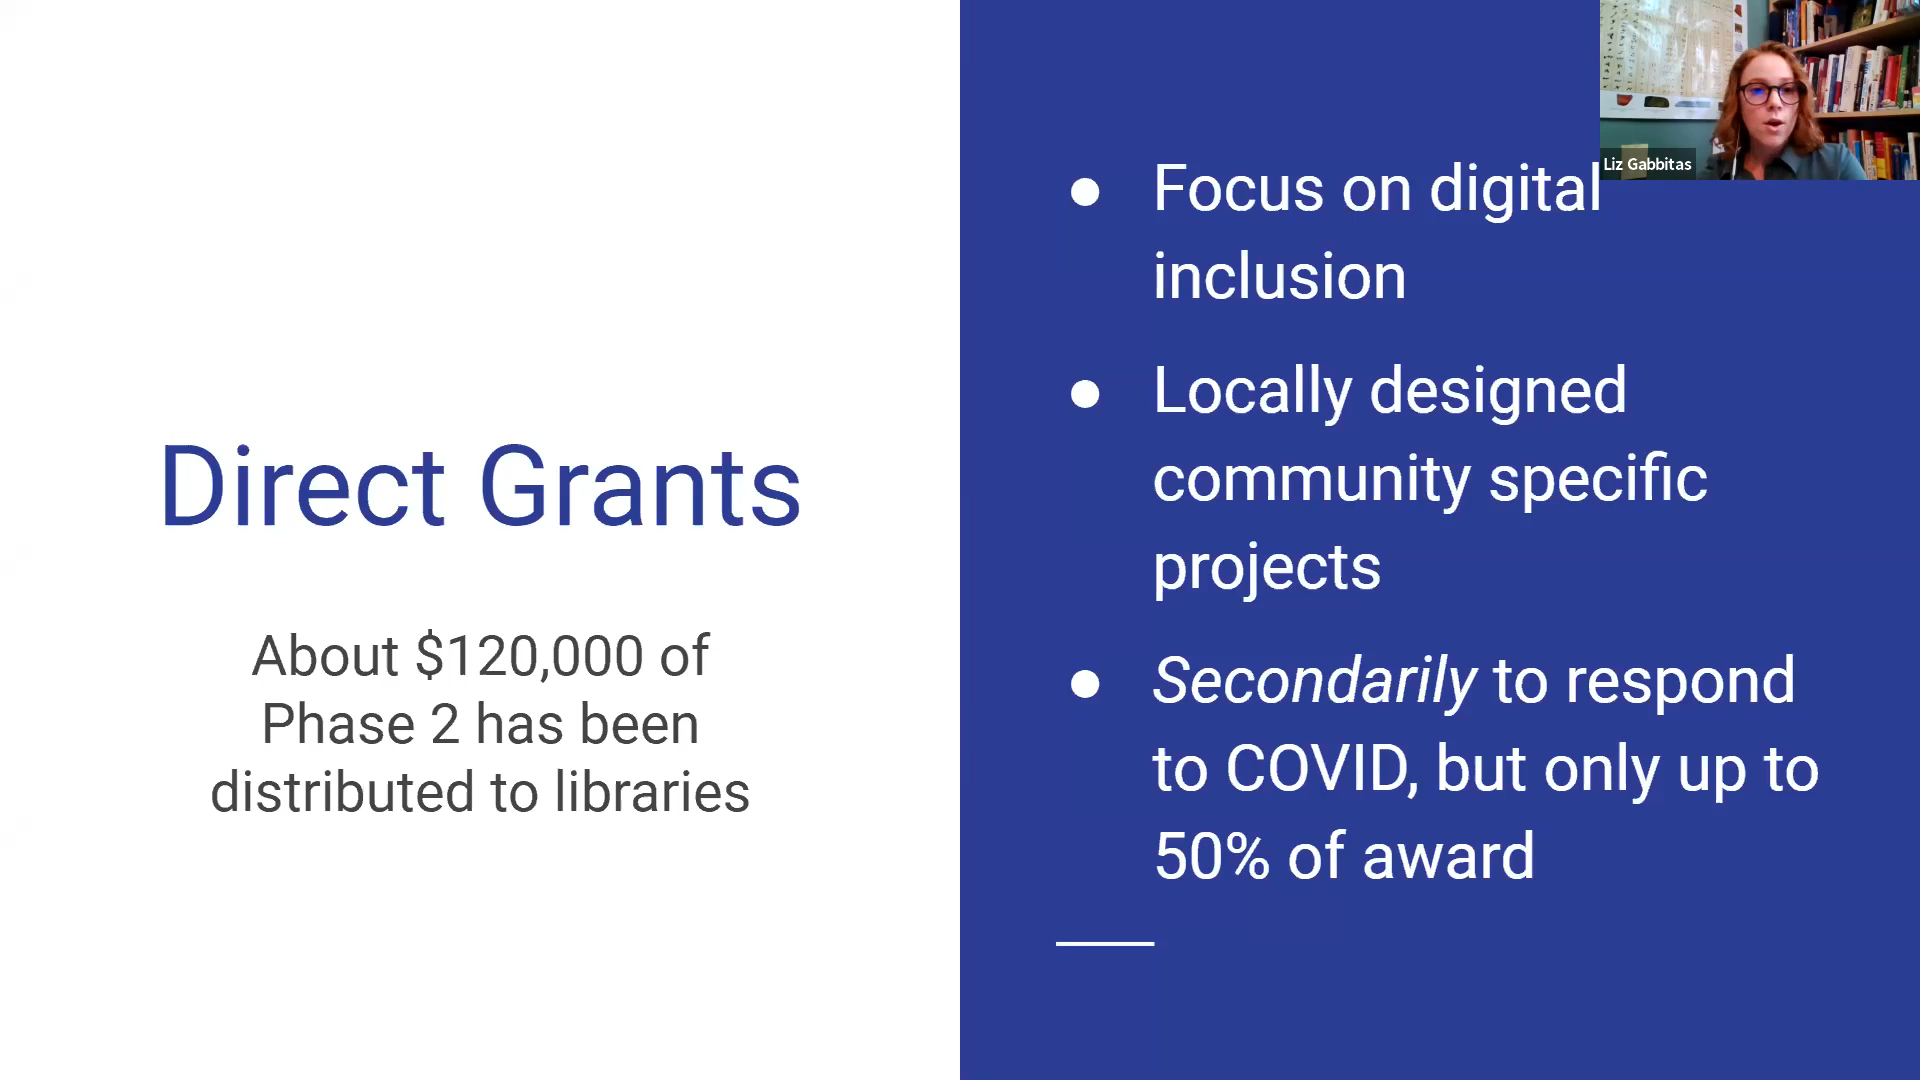 Direct Grants
About $120,000 of
Phase 2 has been
distributed to libraries
● Focus on digital
inclusion
● Locally designed
community specific
projects
● Secondarily to respond
to COVID, but only up to
50% of award
Liz Gabbitas